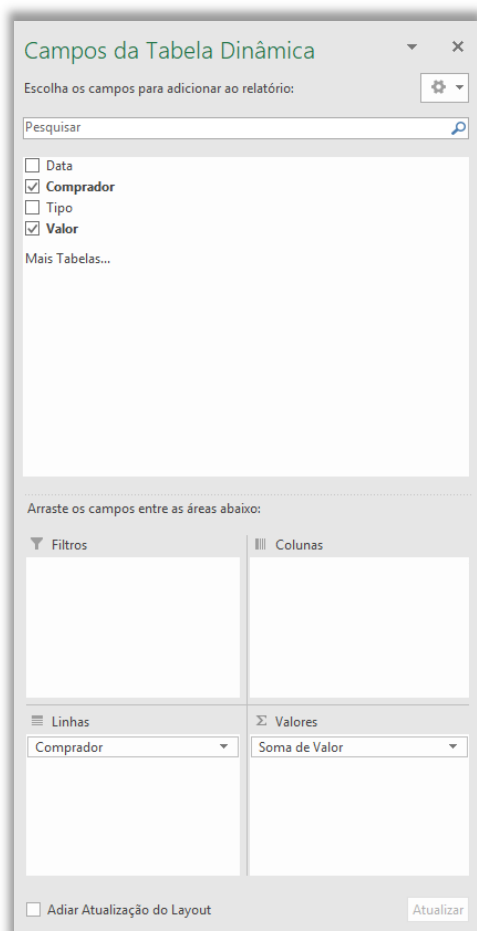 Campos da Tabela Dinâmica
Escolha os campos para adicionar ao relatório:
Pesquisar
Data
Comprador
Tipo
Valor
Mais Tabelas...
Arraste os campos entre as áreas abaixo:
Filtros
Colunas
Linhas
Σ Valores
Comprador
Soma de Valor
Adiar Atualização do Layout
Atualizar